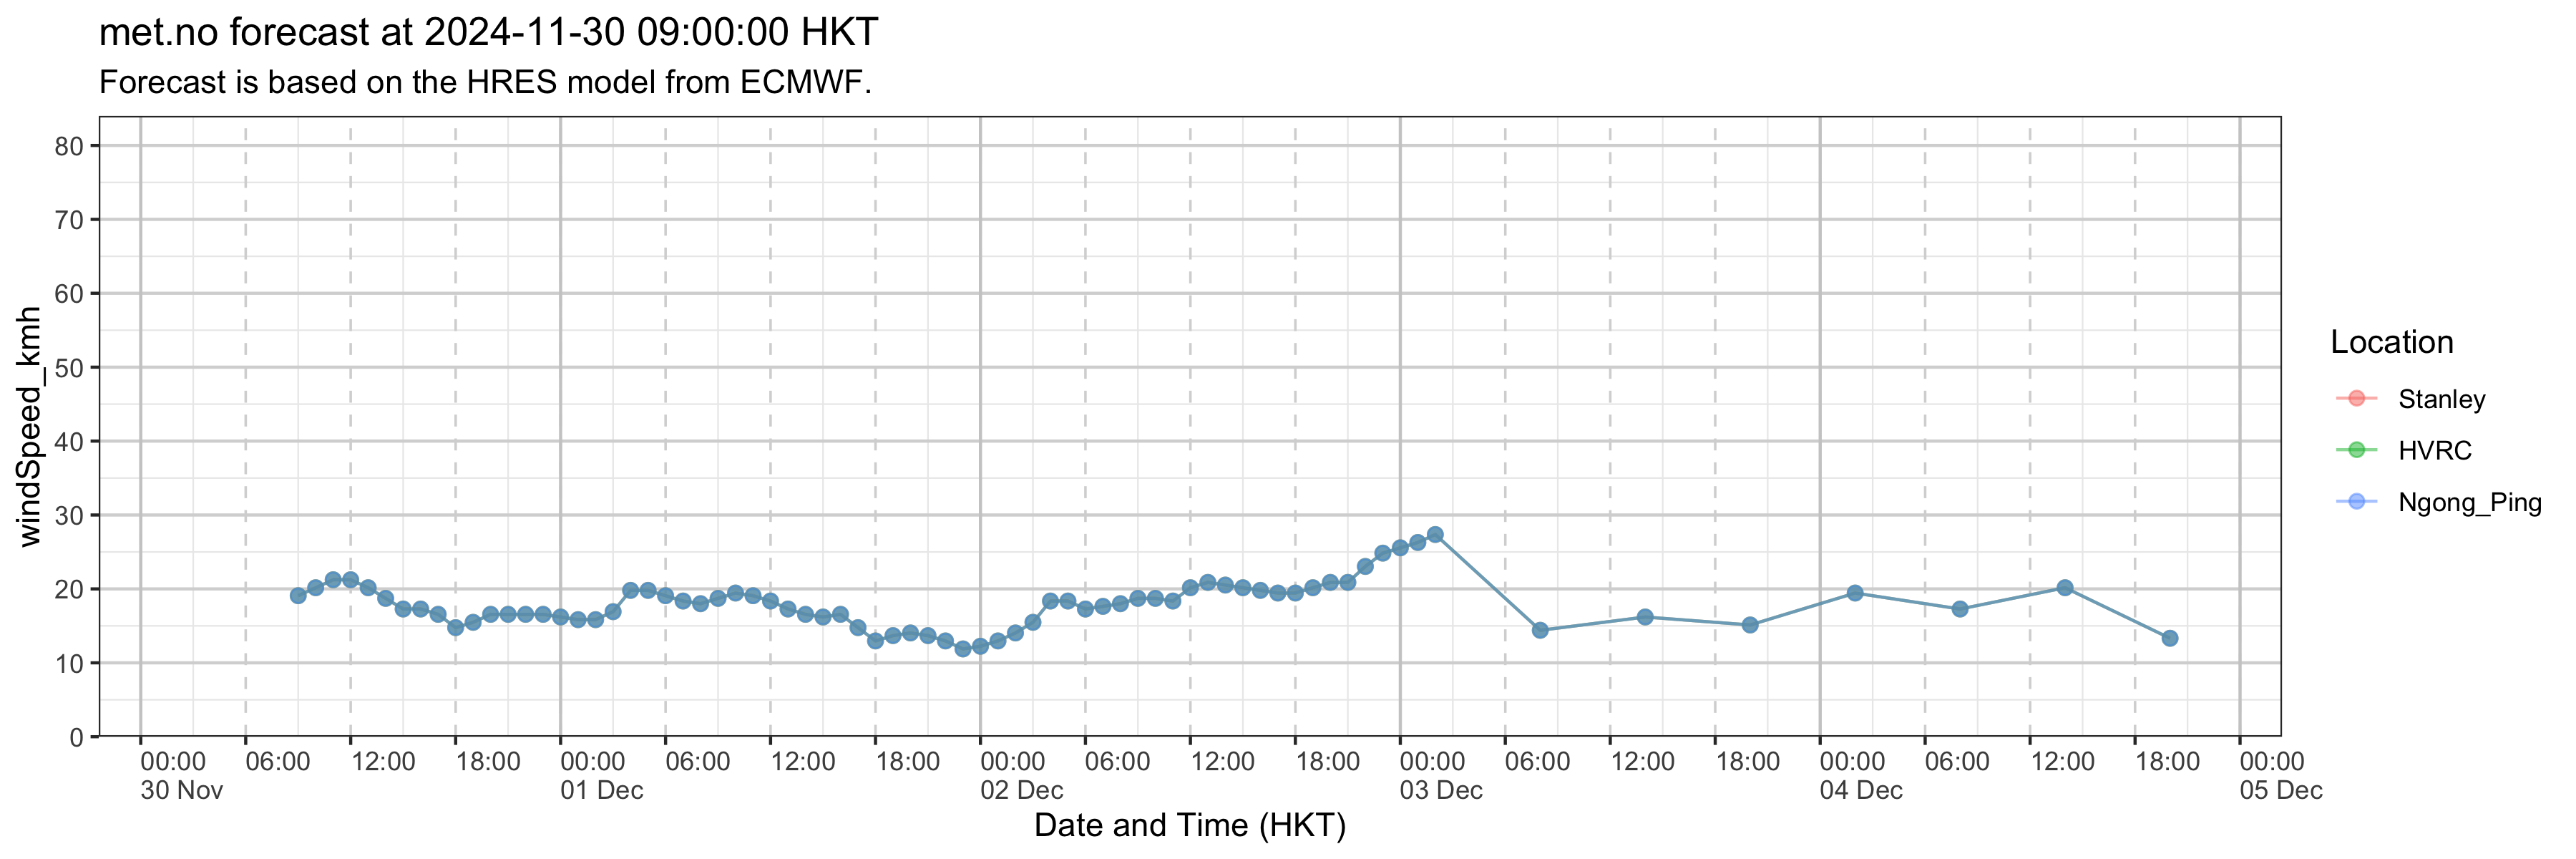 met.no forecast at 2024-11-30 09:00:00 HKT
Forecast is based on the HRES model from ECMWF.
windSpeed_kmh
80
70
60
50
40
30
20
10
0
00:00 06:00 12:00 18:00 00:00 06:00 12:00 18:00 00:00 06:00 12:00 18:00 00:00 06:00 12:00 18:00 00:00 06:00 12:00 18:00 00:00
30 Nov 01 Dec 02 Dec 03 Dec 04 Dec 05 Dec
Date and Time (HKT)
Location
Stanley
HVRC
Ngong_Ping